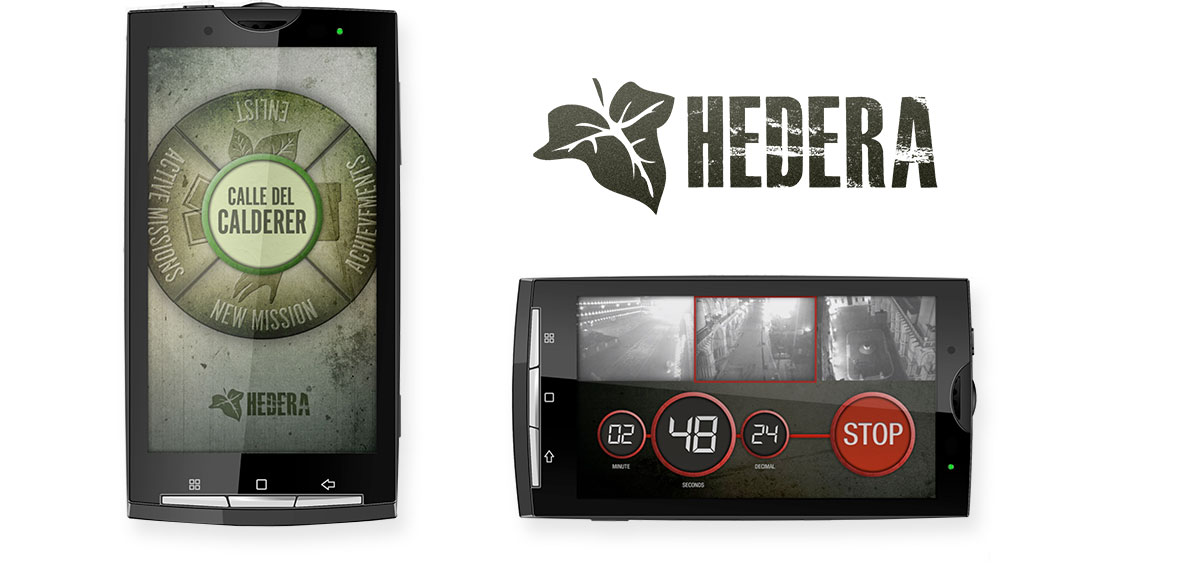 ENLIST
ACTIVE MISSIONS
CALLE DEL
CALDERER
ACHIEVEMENTS
NEW MISSION
HEDERA
HEDERA
02
48
24
STOP
MINUTE
SECONDS
DECIMAL